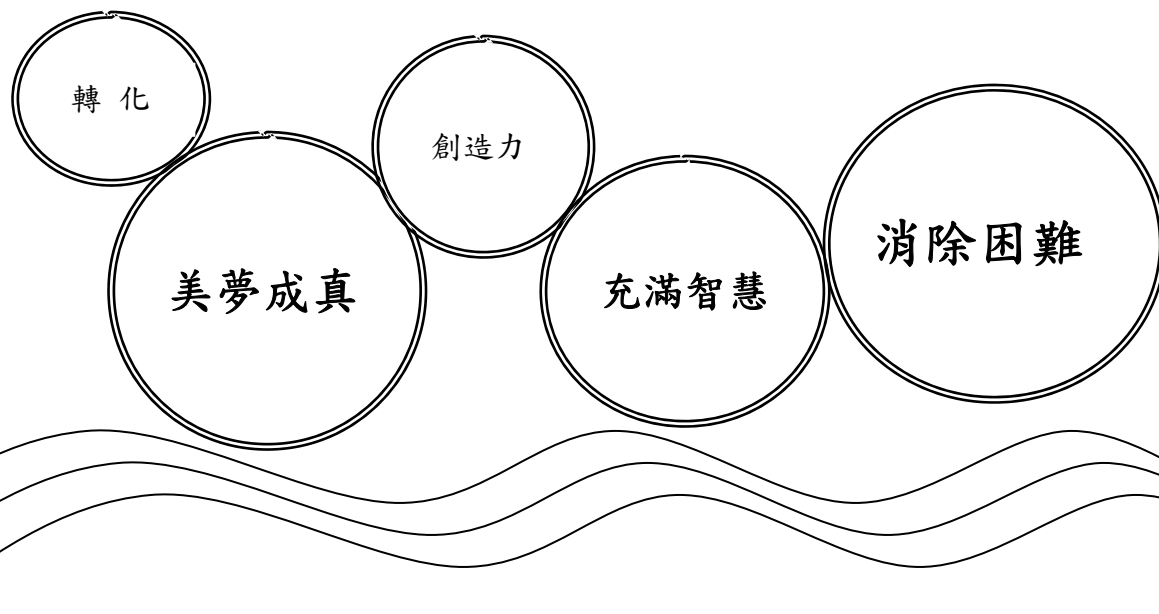 轉 化
美夢成真
創造力
充滿智慧
消除困難